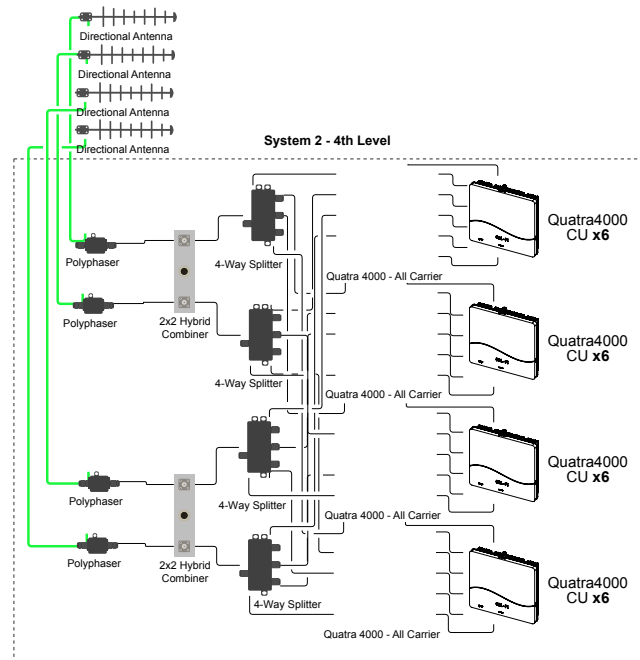 Directional Antenna
Directional Antenna
Directional Antenna
Directional Antenna
System 2 - 4th Level
Quatra4000
CU x6
Polyphaser
4-Way Splitter
Quatra 4000 - All Carrier
Polyphaser
2x2 Hybrid
Combiner
Quatra4000
CU x6
4-Way Splitter
Quatra 4000 - All Carrier
Quatra4000
CU x6
Polyphaser
4-Way Splitter
Quatra 4000 - All Carrier
Polyphaser
2x2 Hybrid
Combiner
Quatra4000
CU x6
4-Way Splitter
Quatra 4000 - All Carrier